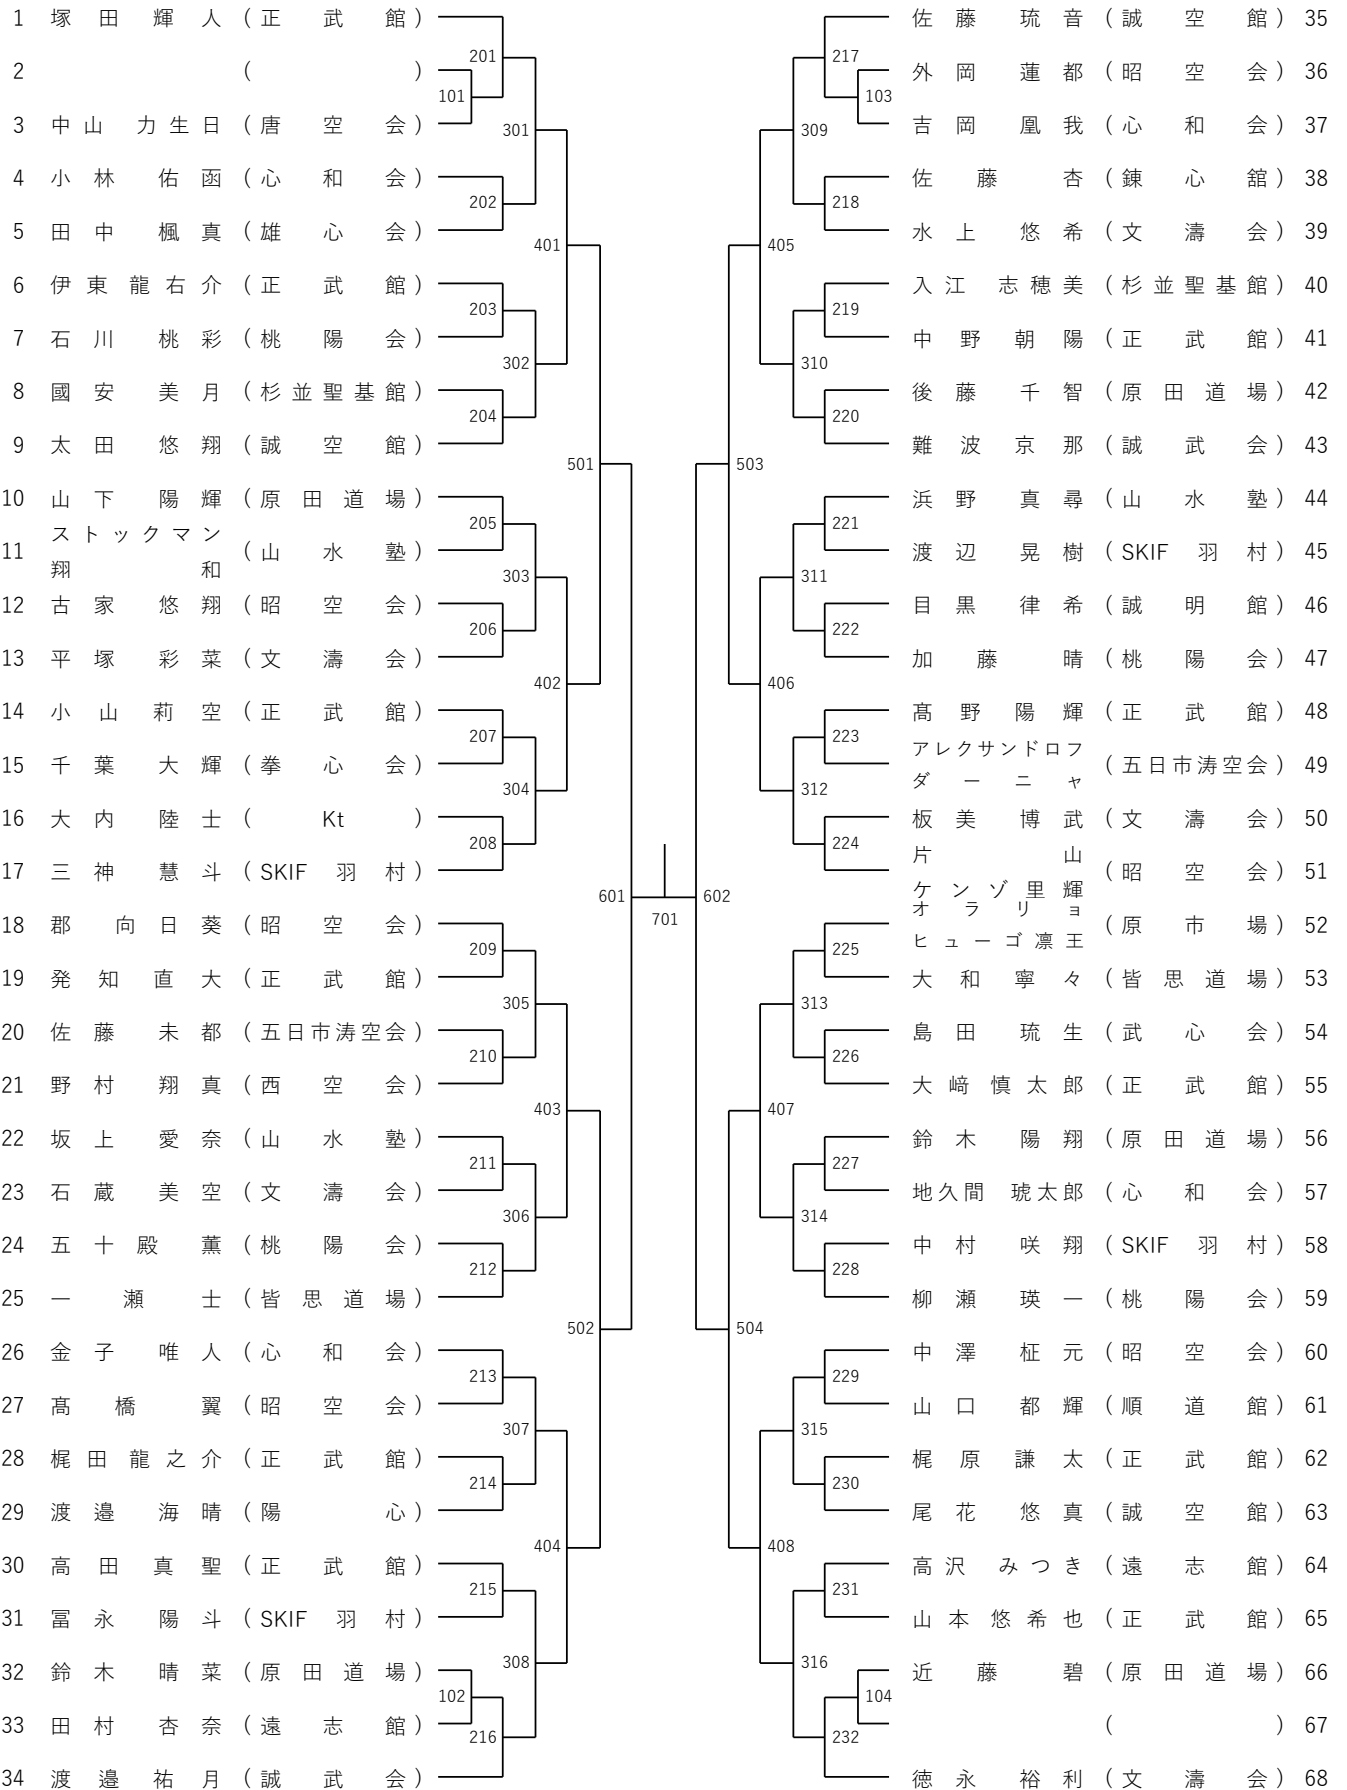 1 塚田輝人 (正武館)
2 ( )
3 中山 力生日 (唐空会)
4 小林 佑函 (心和会)
5 田中 楓真 (雄心会)
6 伊東龍右介 (正武館)
7 石川 桃彩 (桃陽会)
8 國安 美月 (杉並聖基館)
9 太田 悠翔 (誠空館)
10 山下 陽輝 (原田道場)
11 ストックマン
翔和 (山水塾)
12 古家 悠翔 (昭空会)
13 平塚 彩菜 (文濤会)
14 小山莉空 (正武館)
15 千葉 大輝 (拳心会)
16 大内 陸士 (Kt)
17 三神 慧斗 (SKIF 羽村)
18 郡 向日葵 (昭空会)
19 発知直大 (正武館)
20 佐藤 未都 (五日市涛空会)
21 野村 翔真 (西空会)
22 坂上 愛奈 (山水塾)
23 石蔵 美空 (文濤会)
24 五十殿 薫 (桃陽会)
25 一瀬 士 (皆思道場)
26 金子 唯人 (心和会)
27 髙橋 翼 (昭空会)
28 梶田龍之介 (正武館)
29 渡邉 海晴 (陽心)
30 高田真聖 (正武館)
31 冨永 陽斗 (SKIF 羽村)
32 鈴木 晴菜 (原田道場)
33 田村 杏奈 (遠志館)
34 渡邉祐月 (誠武会)
201
101
301
202
401
203
302
204
501
205
303
206
402
207
304
208
601
701
602
209
305
210
403
211
306
212
502
213
307
214
404
215
308
102
216
217
103
309
218
405
219
310
220
503
221
311
222
406
223
312
224
225
313
226
407
227
314
228
504
229
315
230
408
231
316
104
232
佐藤琉音 (誠空館) 35
外岡 蓮都 (昭空会) 36
吉岡 凰我 (心和会) 37
佐藤 杏 (錬心舘) 38
水上 悠希 (文濤会) 39
入江 志穂美 (杉並聖基館) 40
中野朝陽 (正武館) 41
後藤 千智 (原田道場) 42
難波京那 (誠武会) 43
浜野 真尋 (山水塾) 44
渡辺 晃樹 (SKIF 羽村) 45
目黒 律希 (誠明館) 46
加藤 晴 (桃陽会) 47
髙野陽輝 (正武館) 48
アレクサンドロフ
ダーニャ (五日市涛空会) 49
板美 博武 (文濤会) 50
片山
ケンゾ里輝 (昭空会) 51
オラリョ
ヒューゴ凛王 (原市場) 52
大和寧々 (皆思道場) 53
島田 琉生 (武心会) 54
大﨑慎太郎 (正武館) 55
鈴木 陽翔 (原田道場) 56
地久間 琥太郎 (心和会) 57
中村 咲翔 (SKIF 羽村) 58
柳瀬 瑛一 (桃陽会) 59
中澤 柾元 (昭空会) 60
山口 都輝 (順道館) 61
梶原謙太 (正武館) 62
尾花 悠真 (誠空館) 63
高沢 みつき (遠志館) 64
山本悠希也 (正武館) 65
近藤 碧 (原田道場) 66
( ) 67
徳永 裕利 (文濤会) 68